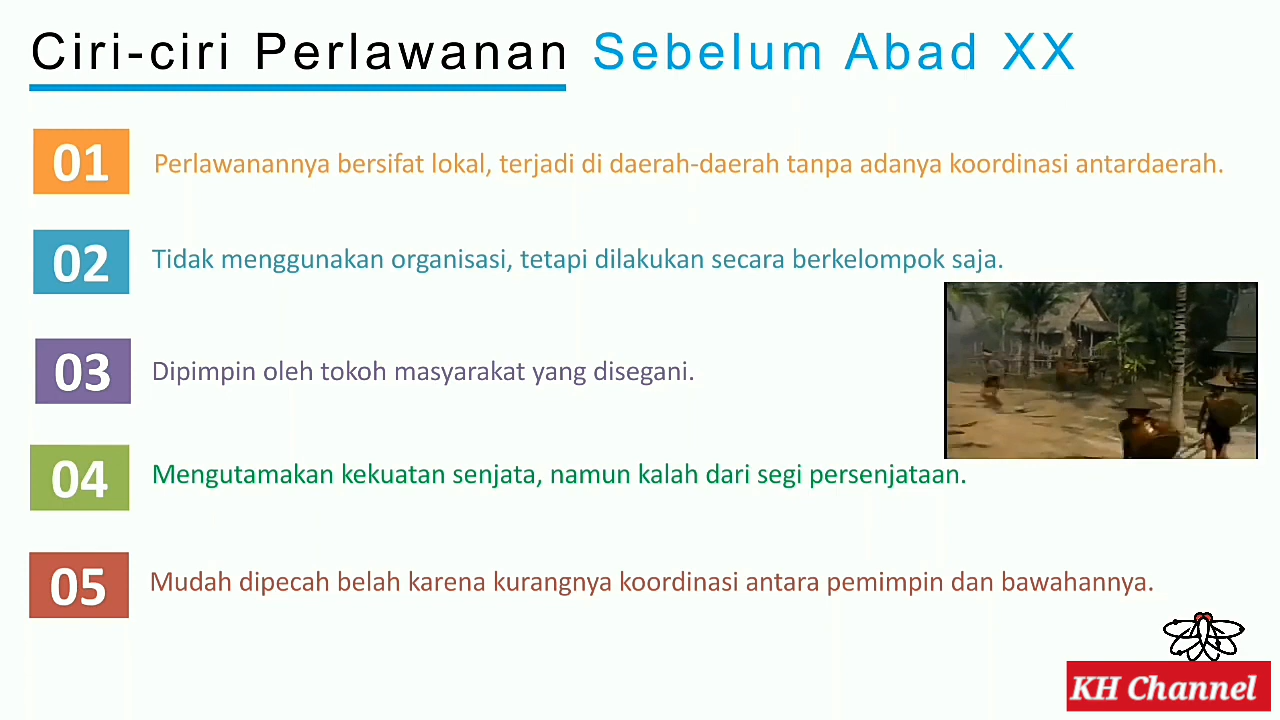 Ciri-ciri Perlawanan Sebelum Abad XX
01 Perlawanannya bersifat lokal, terjadi di daerah-daerah tanpa adanya koordinasi antardaerah.
02 Tidak menggunakan organisasi, tetapi dilakukan secara berkelompok saja.
03 Dipimpin oleh tokoh masyarakat yang disegani.
04 Mengutamakan kekuatan senjata, namun kalah dari segi persenjataan.
05 Mudah dipecah belah karena kurangnya koordinasi antara pemimpin dan bawahannya.
KH Channel